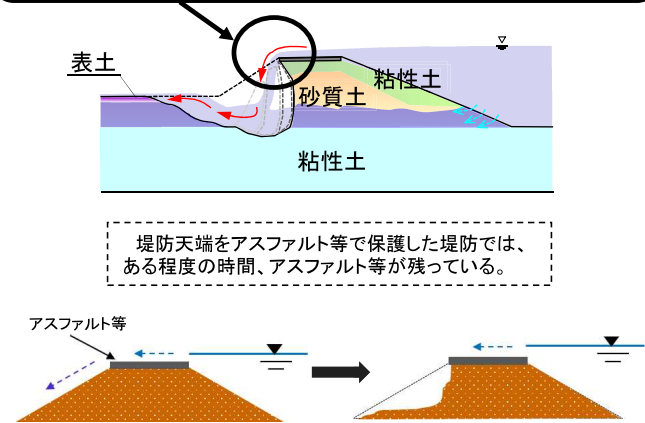 表土
粘性土
砂質土
粘性土
堤防天端をアスファルト等で保護した堤防では、
ある程度の時間、アスファルト等が残っている。
アスファルト等